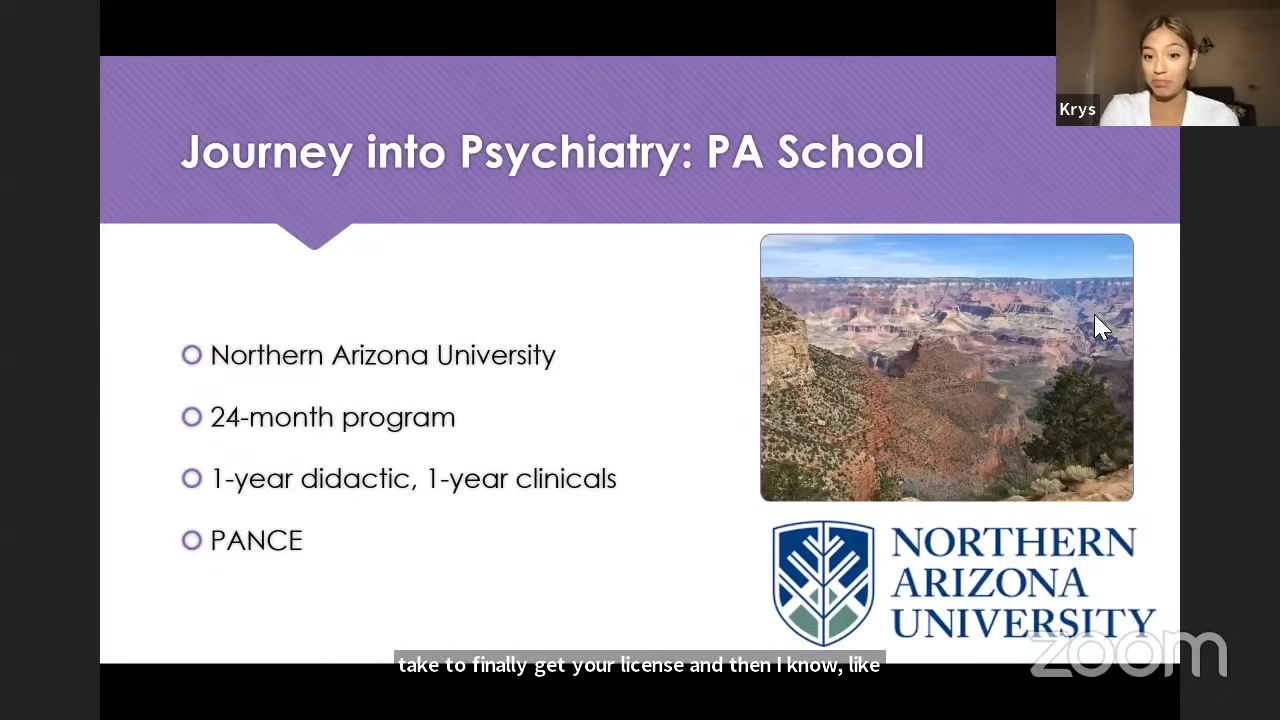 Krys
Journey into Psychiatry: PA School
Northern Arizona University
24-month program
1-year didactic, 1-year clinicals
PANCE
NORTHERN
ARIZONA
UNIVERSITY
zoom
take to finally get your license and then I know, like